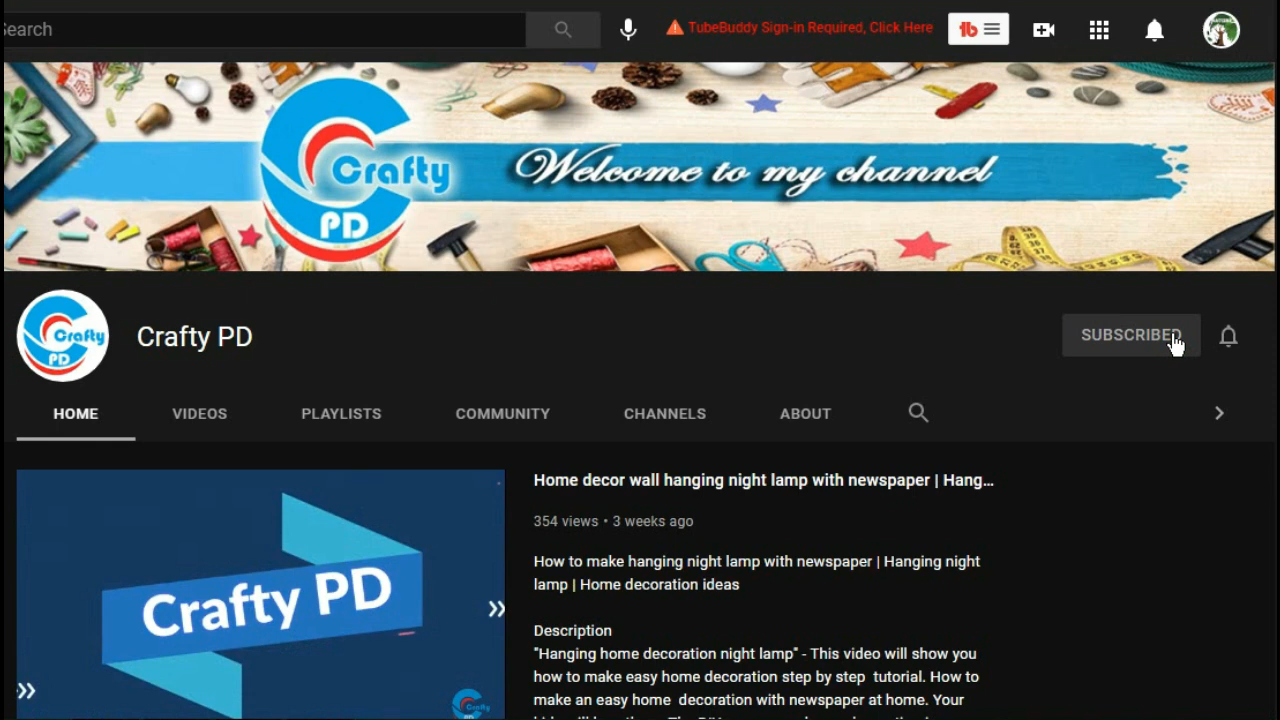 Search
TubeBuddy Sign-in Required, Click Here
tb
Crafty
PD
Welcome to my channel
Crafty
PD
Crafty PD
SUBSCRIBED
HOME
VIDEOS
PLAYLISTS
COMMUNITY
CHANNELS
ABOUT
Crafty PD
Crafty
PD
Home decor wall hanging night lamp with newspaper | Hang...
354 views • 3 weeks ago
How to make hanging night lamp with newspaper | Hanging night
lamp | Home decoration ideas
Description
"Hanging home decoration night lamp" - This video will show you
how to make easy home decoration step by step tutorial. How to
make an easy home decoration with newspaper at home. Your